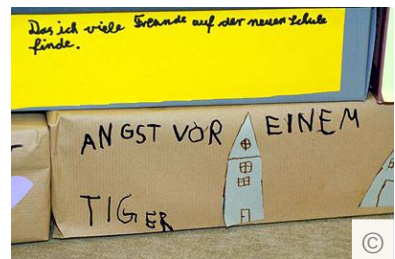 Das ich viele Freunde auf der neuen Schule
finde.
ANGST VOR EINEM
TIGER
©